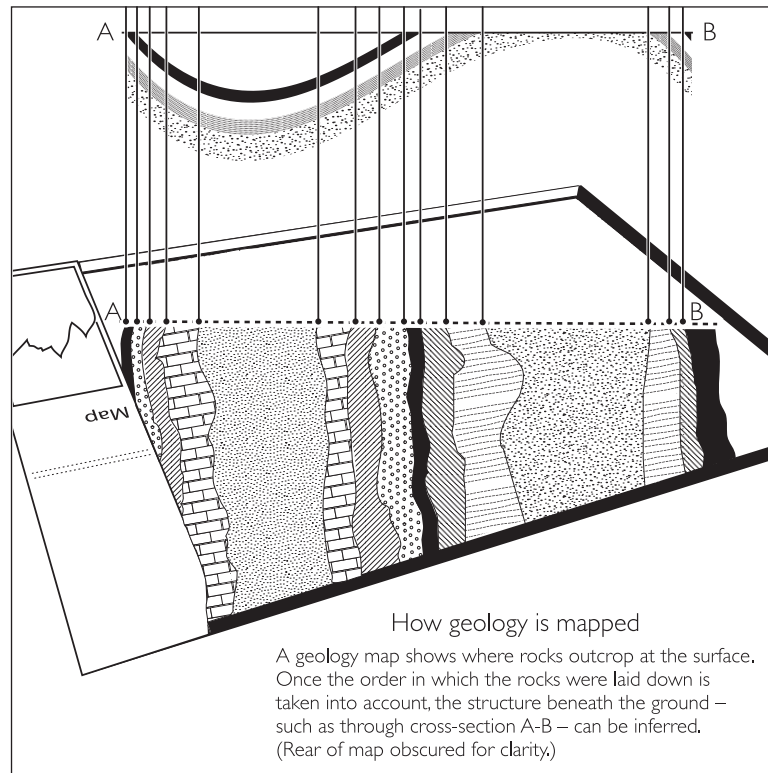 A B
A B
Map
How geology is mapped
A geology map shows where rocks outcrop at the surface.
Once the order in which the rocks were laid down is
taken into account, the structure beneath the ground –
such as through cross-section A-B – can be inferred.
(Rear of map obscured for clarity.)